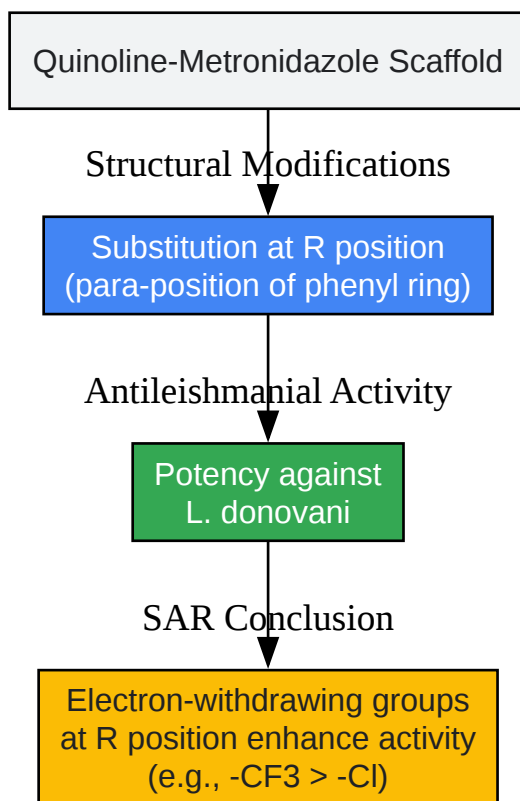 Quinoline-Metronidazole Scaffold
Structural Modifications
Substitution at R position
(para-position of phenyl ring)
Antileishmanial Activity
Potency against
L. donovani
SAR Conclusion
Electron-withdrawing groups
at R position enhance activity
(e.g., -CF3 > -Cl)